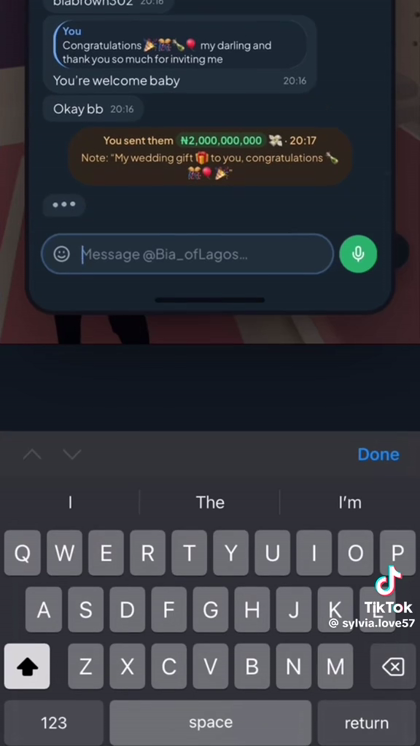 biabrown302 20:16
You
Congratulations 🎉🎊🍾🎈 my darling and
thank you so much for inviting me
You're welcome baby 20:16
Okay bb 20:16
You sent them ₦2,000,000,000 💸 · 20:17
Note: "My wedding gift 🎁 to you, congratulations 🍾
🎊🎈🎉"
Message @Bia_ofLagos...
Done
I The I'm
Q W E R T Y U I O P
A S D F G H J K
TikTok
@ sylvia.love57
Z X C V B N M
123 space return